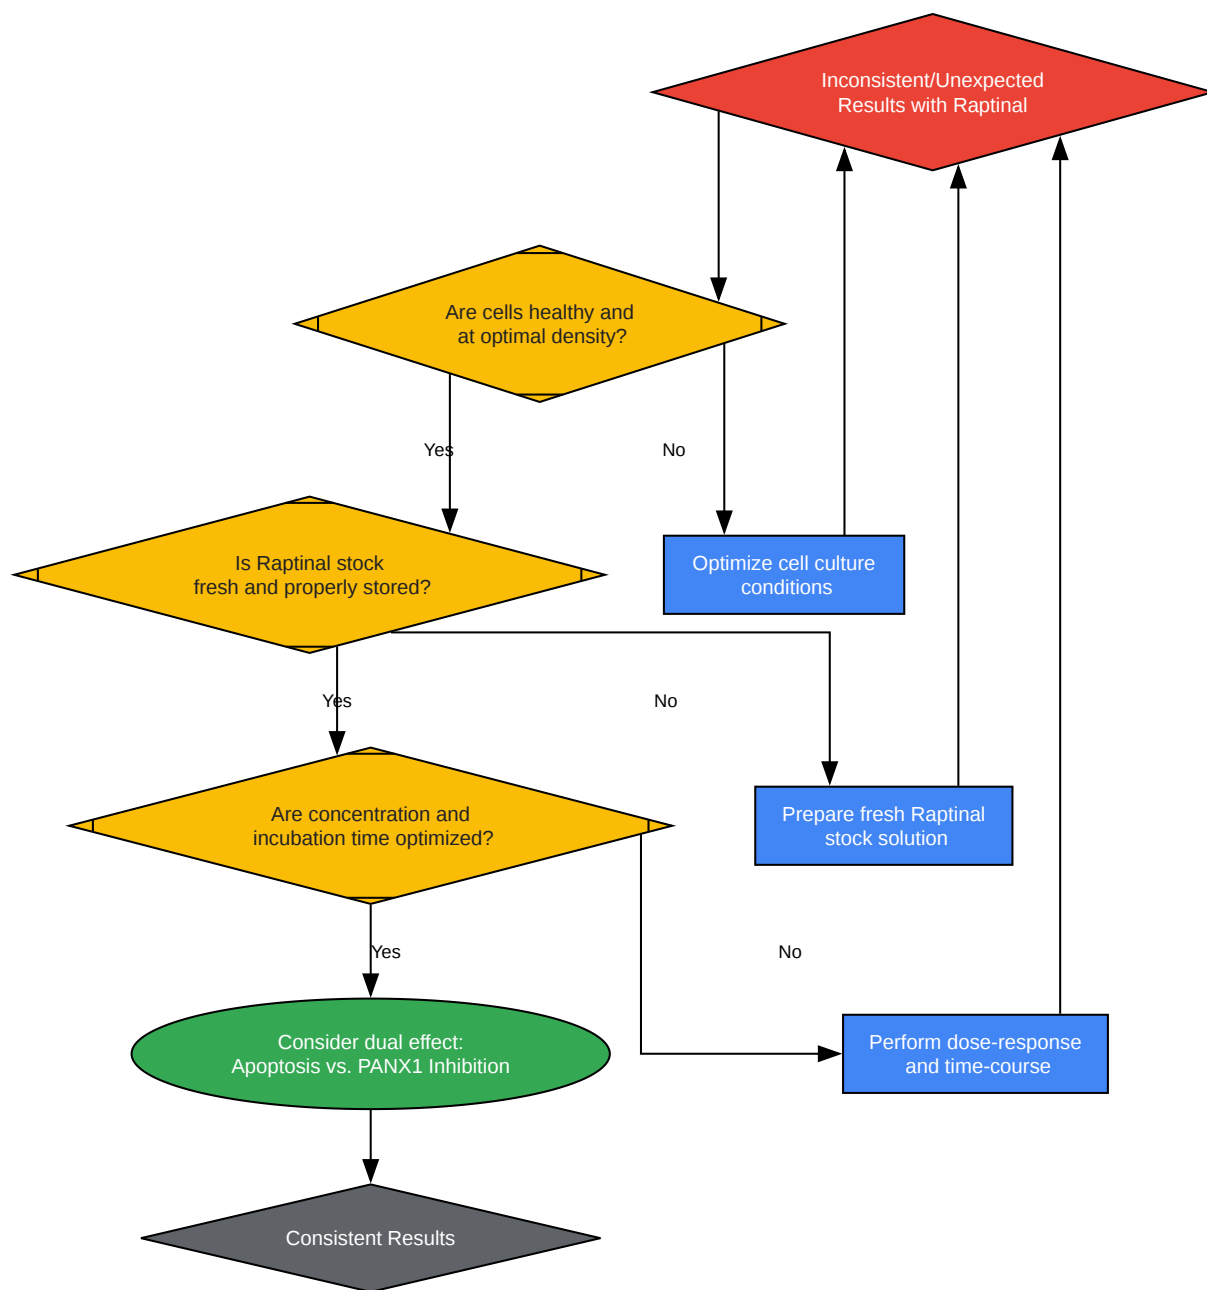 Inconsistent/Unexpected
Results with Raptinal
Are cells healthy and
at optimal density?
Yes
No
Is Raptinal stock
fresh and properly stored?
Optimize cell culture
conditions
Yes
No
Are concentration and
incubation time optimized?
Prepare fresh Raptinal
stock solution
Yes
No
Consider dual effect:
Apoptosis vs. PANX1 Inhibition
Perform dose-response
and time-course
Consistent Results